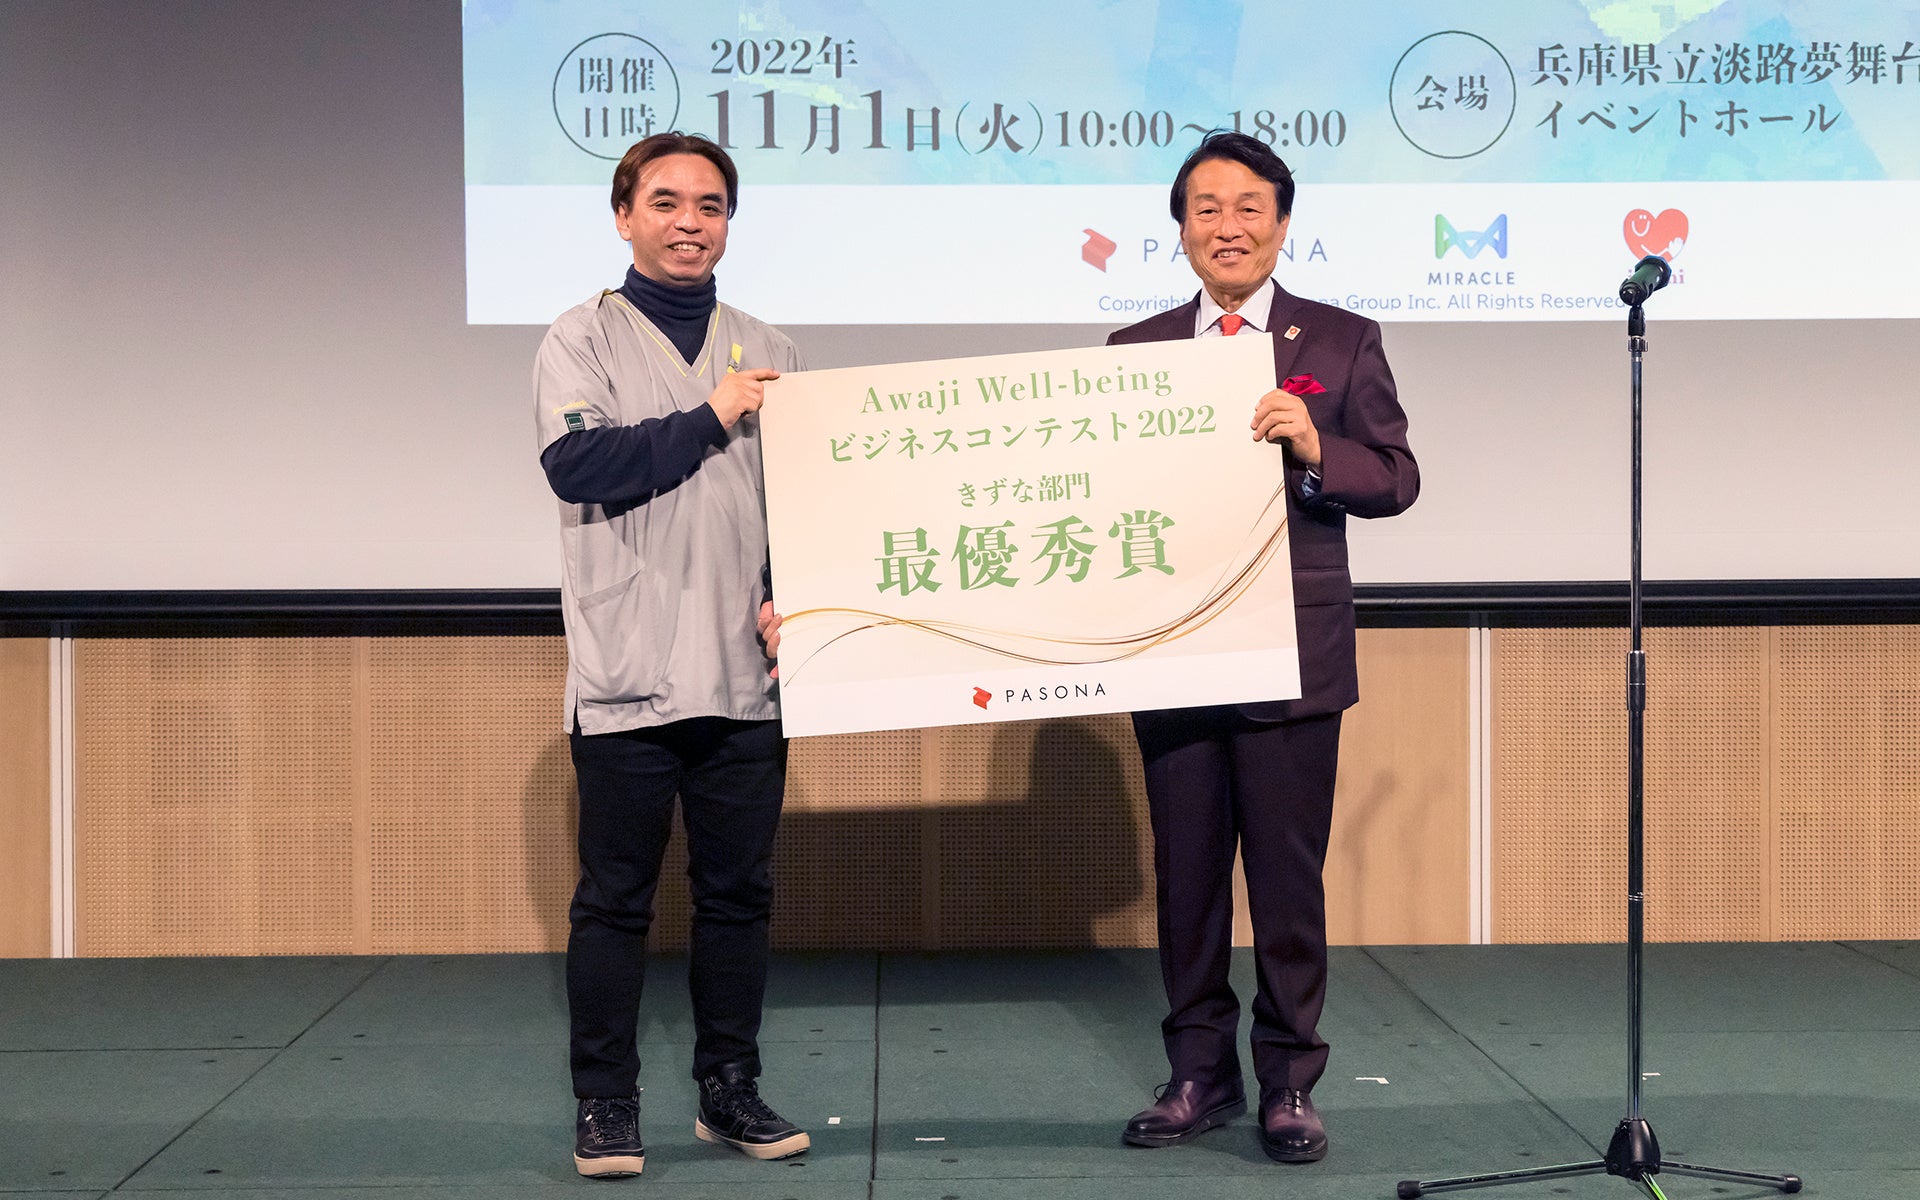 開催
日時
2022年
11月1日(火)10:00〜18:00
会場
兵庫県立淡路夢舞台
イベントホール
MIRACLE
Copyright
Group Inc. All Rights Reserved
Awaji Well-being
ビジネスコンテスト2022
きずな部門
最優秀賞
PASONA